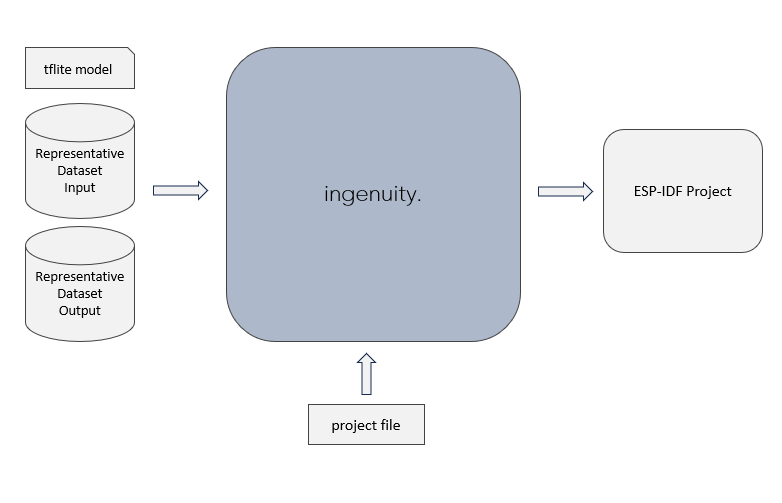 tflite model
Representative
Dataset
Input
Representative
Dataset
Output
ingenuity.
ESP-IDF Project
project file